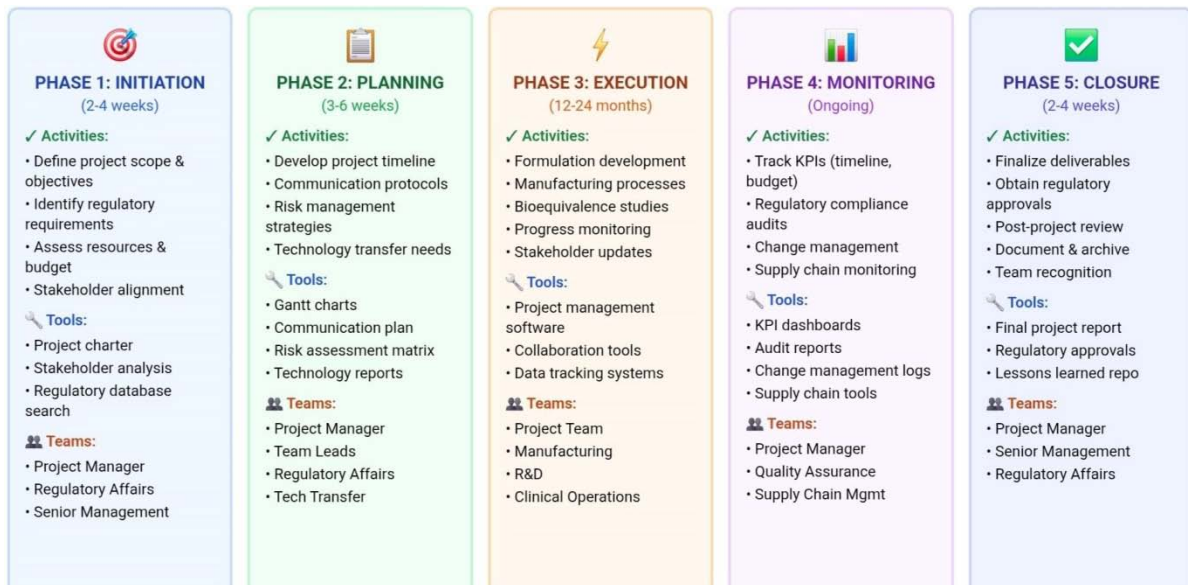 PHASE 1: INITIATION
(2-4 weeks)
✓ Activities:
• Define project scope &
objectives
• Identify regulatory
requirements
• Assess resources &
budget
• Stakeholder alignment
Tools:
• Project charter
• Stakeholder analysis
• Regulatory database
search
Teams:
• Project Manager
• Regulatory Affairs
• Senior Management
PHASE 2: PLANNING
(3-6 weeks)
✓ Activities:
• Develop project timeline
• Communication protocols
• Risk management
strategies
• Technology transfer needs
Tools:
• Gantt charts
• Communication plan
• Risk assessment matrix
• Technology reports
Teams:
• Project Manager
• Team Leads
• Regulatory Affairs
• Tech Transfer
PHASE 3: EXECUTION
(12-24 months)
✓ Activities:
• Formulation development
• Manufacturing processes
• Bioequivalence studies
• Progress monitoring
• Stakeholder updates
Tools:
• Project management
software
• Collaboration tools
• Data tracking systems
Teams:
• Project Team
• Manufacturing
• R&D
• Clinical Operations
PHASE 4: MONITORING
(Ongoing)
✓ Activities:
• Track KPIs (timeline,
budget)
• Regulatory compliance
audits
• Change management
• Supply chain monitoring
Tools:
• KPI dashboards
• Audit reports
• Change management logs
• Supply chain tools
Teams:
• Project Manager
• Quality Assurance
• Supply Chain Mgmt
PHASE 5: CLOSURE
(2-4 weeks)
✓ Activities:
• Finalize deliverables
• Obtain regulatory
approvals
• Post-project review
• Document & archive
• Team recognition
Tools:
• Final project report
• Regulatory approvals
• Lessons learned repo
Teams:
• Project Manager
• Senior Management
• Regulatory Affairs